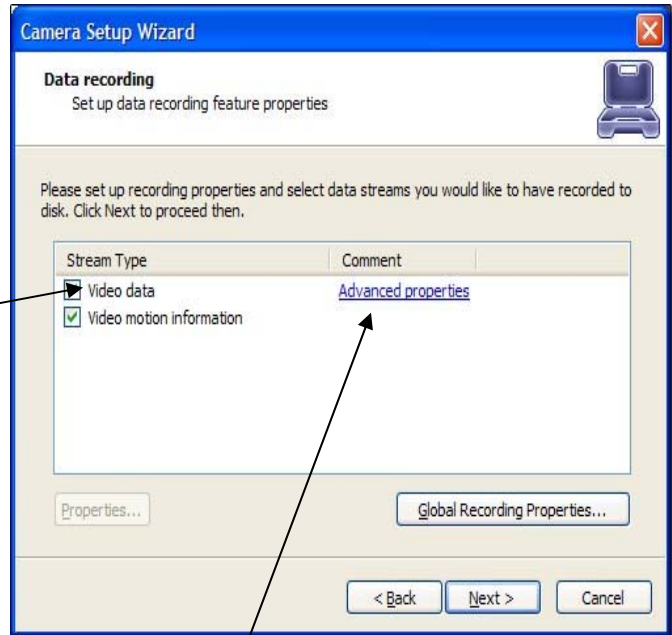 Camera Setup Wizard
Data recording
Set up data recording feature properties
Please set up recording properties and select data streams you would like to have recorded to
disk. Click Next to proceed then.
Stream Type Comment
Video data Advanced properties
Video motion information
Properties... Global Recording Properties...
< Back Next > Cancel